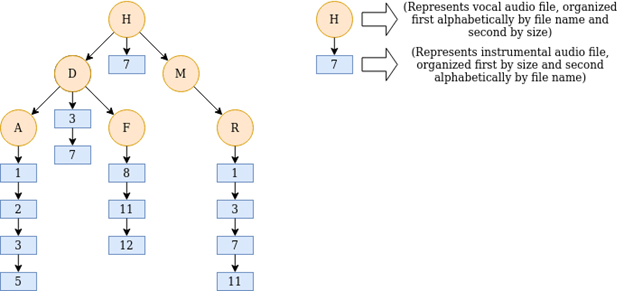 H
H
(Represents vocal audio file, organized
first alphabetically by file name and
second by size)
7
7
(Represents instrumental audio file,
organized first by size and second
alphabetically by file name)
D
M
3
A
F
R
7
1
8
1
2
11
3
3
12
7
5
11